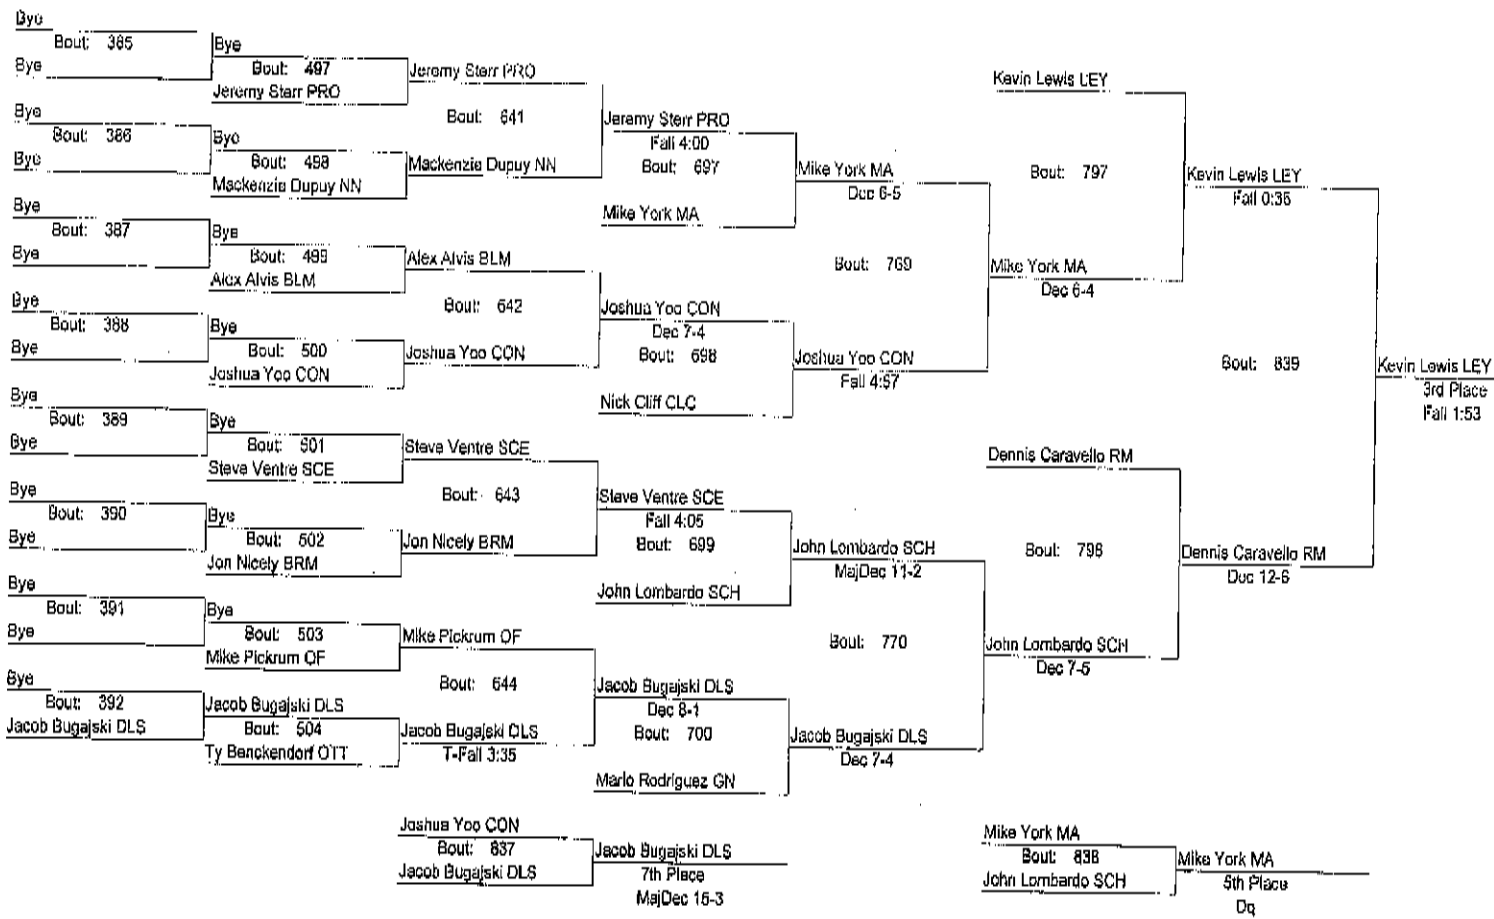 Bye
Bout: 385
Bye
Bye
Bout: 497
Jeremy Sterr PRO
Jeremy Sterr PRO
Bout: 641
Bye
Bout: 386
Bye
Bye
Bout: 498
Mackenzie Dupuy NN
Mackenzie Dupuy NN
Jeremy Sterr PRO
Fall 4:00
Bout: 697
Mike York MA
Mike York MA
Dec 6-5
Bye
Bout: 387
Bye
Bye
Bout: 499
Alex Alvis BLM
Alex Alvis BLM
Bout: 642
Bye
Bout: 388
Bye
Bye
Bout: 500
Joshua Yoo CON
Joshua Yoo CON
Joshua Yoo CON
Dec 7-4
Bout: 698
Nick Cliff CLC
Joshua Yoo CON
Fall 4:57
Bout: 769
Mike York MA
Dec 6-4
Kevin Lewis LEY
Bout: 797
Kevin Lewis LEY
Fall 0:36
Bye
Bout: 389
Bye
Bye
Bout: 501
Steve Ventre SCE
Steve Ventre SCE
Bout: 643
Bye
Bout: 390
Bye
Bye
Bout: 502
Jon Nicely BRM
Jon Nicely BRM
Steve Ventre SCE
Fall 4:05
Bout: 699
John Lombardo SCH
John Lombardo SCH
MajDec 11-2
Bye
Bout: 391
Bye
Bye
Bout: 503
Mike Pickrum OF
Mike Pickrum OF
Bout: 644
Bye
Bout: 392
Jacob Bugajski DLS
Jacob Bugajski DLS
Bout: 504
Ty Benckendorf OTT
Jacob Bugajski DLS
T-Fall 3:35
Jacob Bugajski DLS
Dec 8-1
Bout: 700
Mario Rodriguez GN
Jacob Bugajski DLS
Dec 7-4
Bout: 770
John Lombardo SCH
Dec 7-5
Dennis Caravello RM
Bout: 798
Dennis Caravello RM
Dec 12-6
Bout: 839
Kevin Lewis LEY
3rd Place
Fall 1:53
Joshua Yoo CON
Bout: 837
Jacob Bugajski DLS
Jacob Bugajski DLS
7th Place
MajDec 15-3
Mike York MA
Bout: 838
John Lombardo SCH
Mike York MA
5th Place
Dq